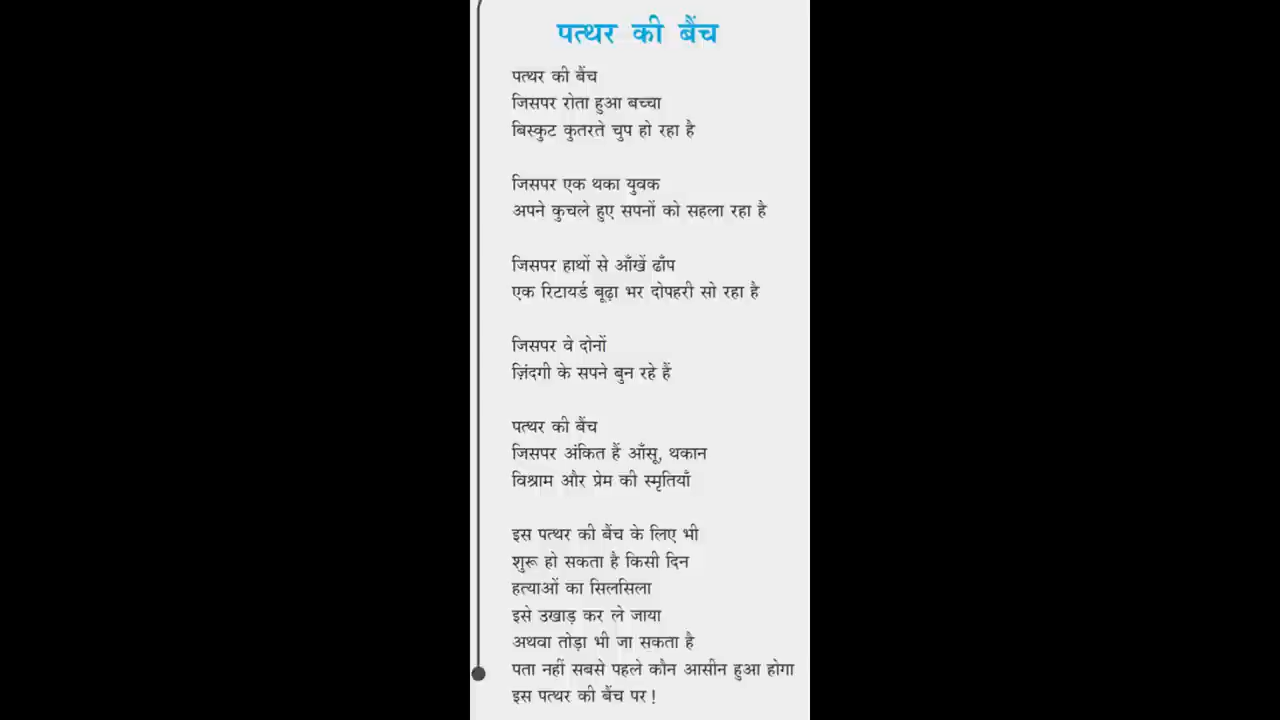 पत्थर की बैंच
पत्थर की बैंच
जिसपर रोता हुआ बच्चा
बिस्कुट कुतरते चुप हो रहा है
जिसपर एक थका युवक
अपने कुचले हुए सपनों को सहला रहा है
जिसपर हाथों से आँखें ढाँप
एक रिटायर्ड बूढ़ा भर दोपहरी सो रहा है
जिसपर वे दोनों
ज़िंदगी के सपने बुन रहे हैं
पत्थर की बैंच
जिसपर अंकित हैं आँसू, थकान
विश्राम और प्रेम की स्मृतियाँ
इस पत्थर की बैंच के लिए भी
शुरू हो सकता है किसी दिन
हत्याओं का सिलसिला
इसे उखाड़ कर ले जाया
अथवा तोड़ा भी जा सकता है
पता नहीं सबसे पहले कौन आसीन हुआ होगा
इस पत्थर की बैंच पर !